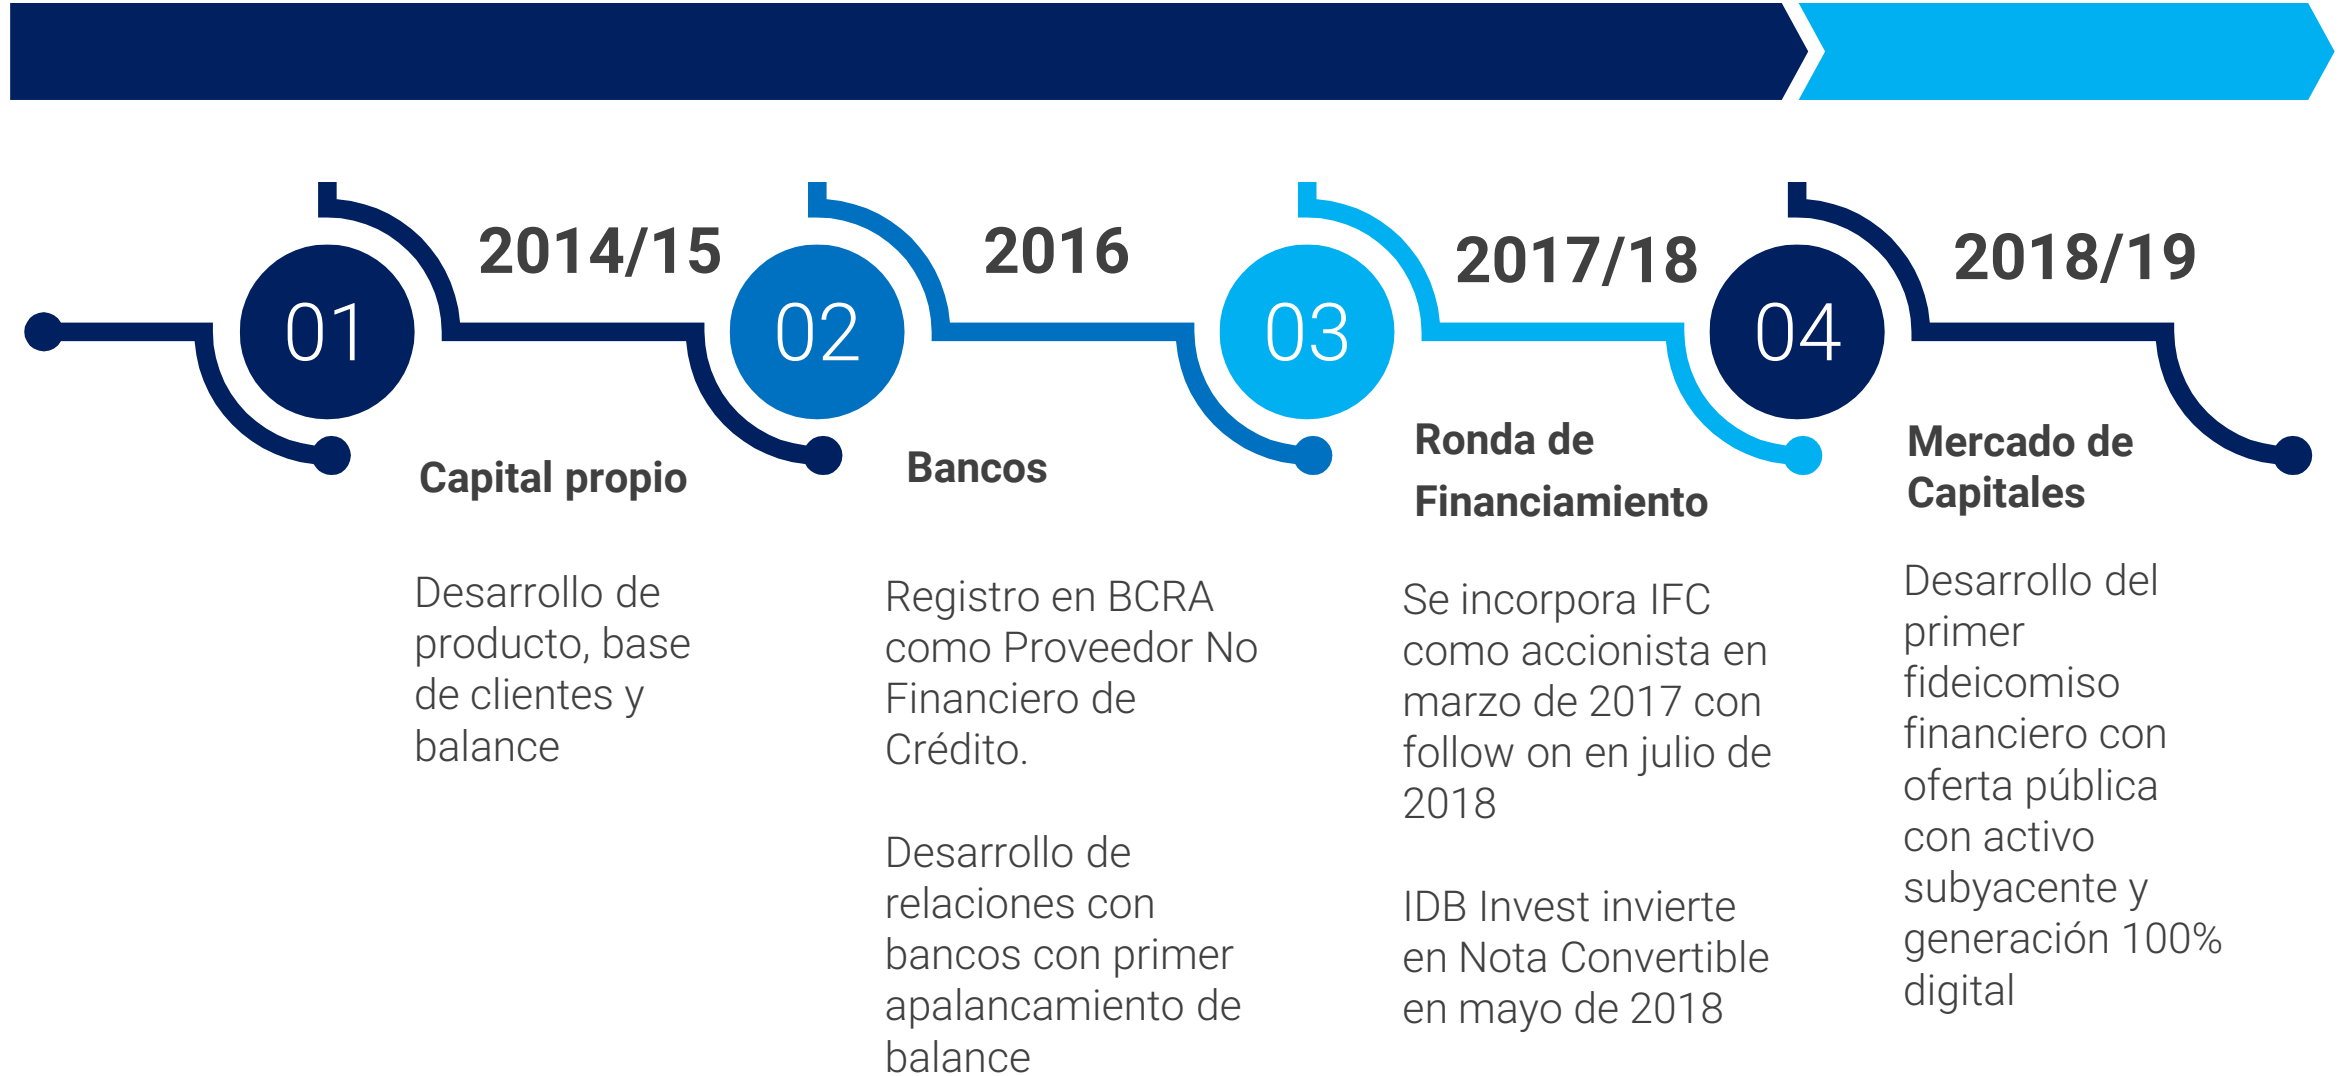 01
2014/15
Capital propio
Desarrollo de
producto, base
de clientes y
balance
02
2016
Bancos
Registro en BCRA
como Proveedor No
Financiero de
Crédito.
Desarrollo de
relaciones con
bancos con primer
apalancamiento de
balance
03
2017/18
Ronda de
Financiamiento
Se incorpora IFC
como accionista en
marzo de 2017 con
follow on en julio de
2018
IDB Invest invierte
en Nota Convertible
en mayo de 2018
04
2018/19
Mercado de
Capitales
Desarrollo del
primer
fideicomiso
financiero con
oferta pública
con activo
subyacente y
generación 100%
digital